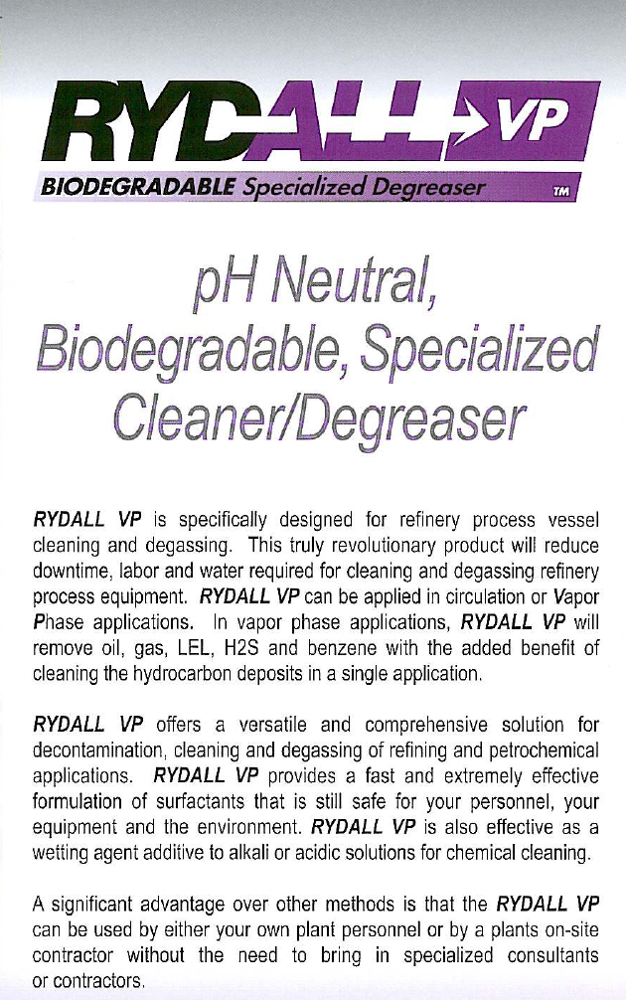 RYDALL VP
BIODEGRADABLE Specialized Degreaser TM
pH Neutral,
Biodegradable, Specialized
Cleaner/Degreaser
RYDALL VP is specifically designed for refinery process vessel
cleaning and degassing. This truly revolutionary product will reduce
downtime, labor and water required for cleaning and degassing refinery
process equipment. RYDALL VP can be applied in circulation or Vapor
Phase applications. In vapor phase applications, RYDALL VP will
remove oil, gas, LEL, H2S and benzene with the added benefit of
cleaning the hydrocarbon deposits in a single application.
RYDALL VP offers a versatile and comprehensive solution for
decontamination, cleaning and degassing of refining and petrochemical
applications. RYDALL VP provides a fast and extremely effective
formulation of surfactants that is still safe for your personnel, your
equipment and the environment. RYDALL VP is also effective as a
wetting agent additive to alkali or acidic solutions for chemical cleaning.
A significant advantage over other methods is that the RYDALL VP
can be used by either your own plant personnel or by a plants on-site
contractor without the need to bring in specialized consultants
or contractors.